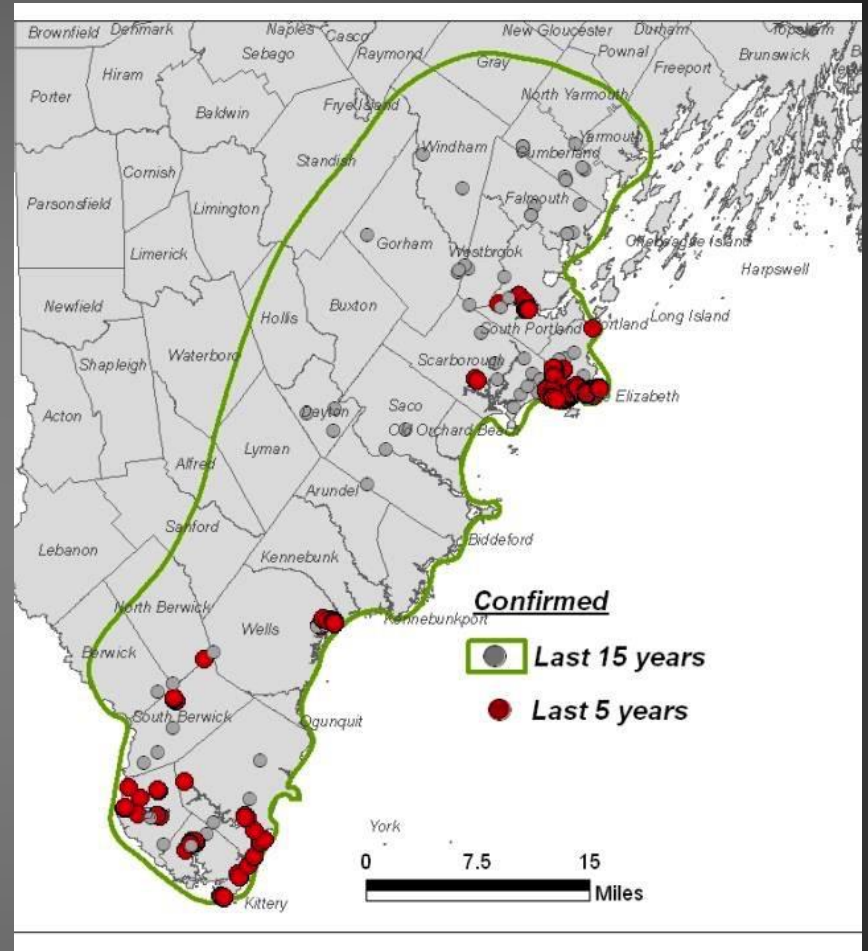 Brownfield
Denmark
Naples
Casco
New Gloucester
Durham
Topsham
Sebago
Raymond
Gray
Pownal
Brunswick
Hiram
Freeport
Porter
Frye Island
North Yarmouth
Baldwin
Yarmouth
Windham
Cumberland
Standish
Cornish
Parsonsfield
Limington
Falmouth
Gorham
Westbrook
Chebeague Island
Limerick
Harpswell
Newfield
Hollis
Buxton
Long Island
South Portland
ortland
Waterboro
Shapleigh
Scarborough
Acton
Elizabeth
Dayton
Saco
Old Orchard Beach
Lyman
Alfred
Arundel
Sanford
Biddeford
Lebanon
Kennebunk
Confirmed
North Berwick
Kennebunkport
Wells
Berwick
Last 15 years
South Berwick
Ogunquit
Last 5 years
York
0 7.5 15
Miles
Kittery